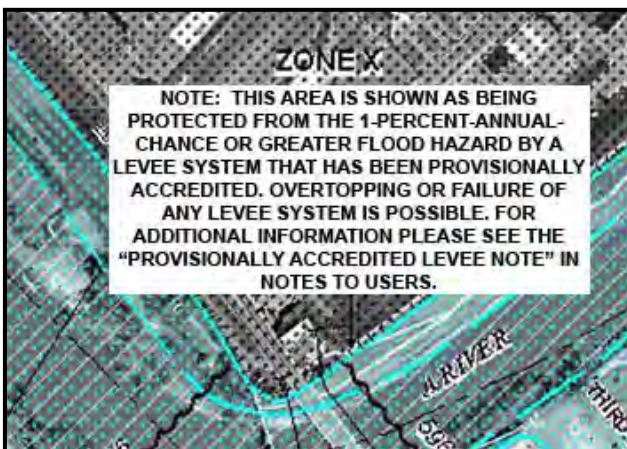 ZONE X
NOTE: THIS AREA IS SHOWN AS BEING
PROTECTED FROM THE 1-PERCENT-ANNUAL-
CHANCE OR GREATER FLOOD HAZARD BY A
LEVEE SYSTEM THAT HAS BEEN PROVISIONALLY
ACCREDITED. OVERTOPPING OR FAILURE OF
ANY LEVEE SYSTEM IS POSSIBLE. FOR
ADDITIONAL INFORMATION PLEASE SEE THE
“PROVISIONALLY ACCREDITED LEVEE NOTE” IN
NOTES TO USERS.
A RIVER
THIRD